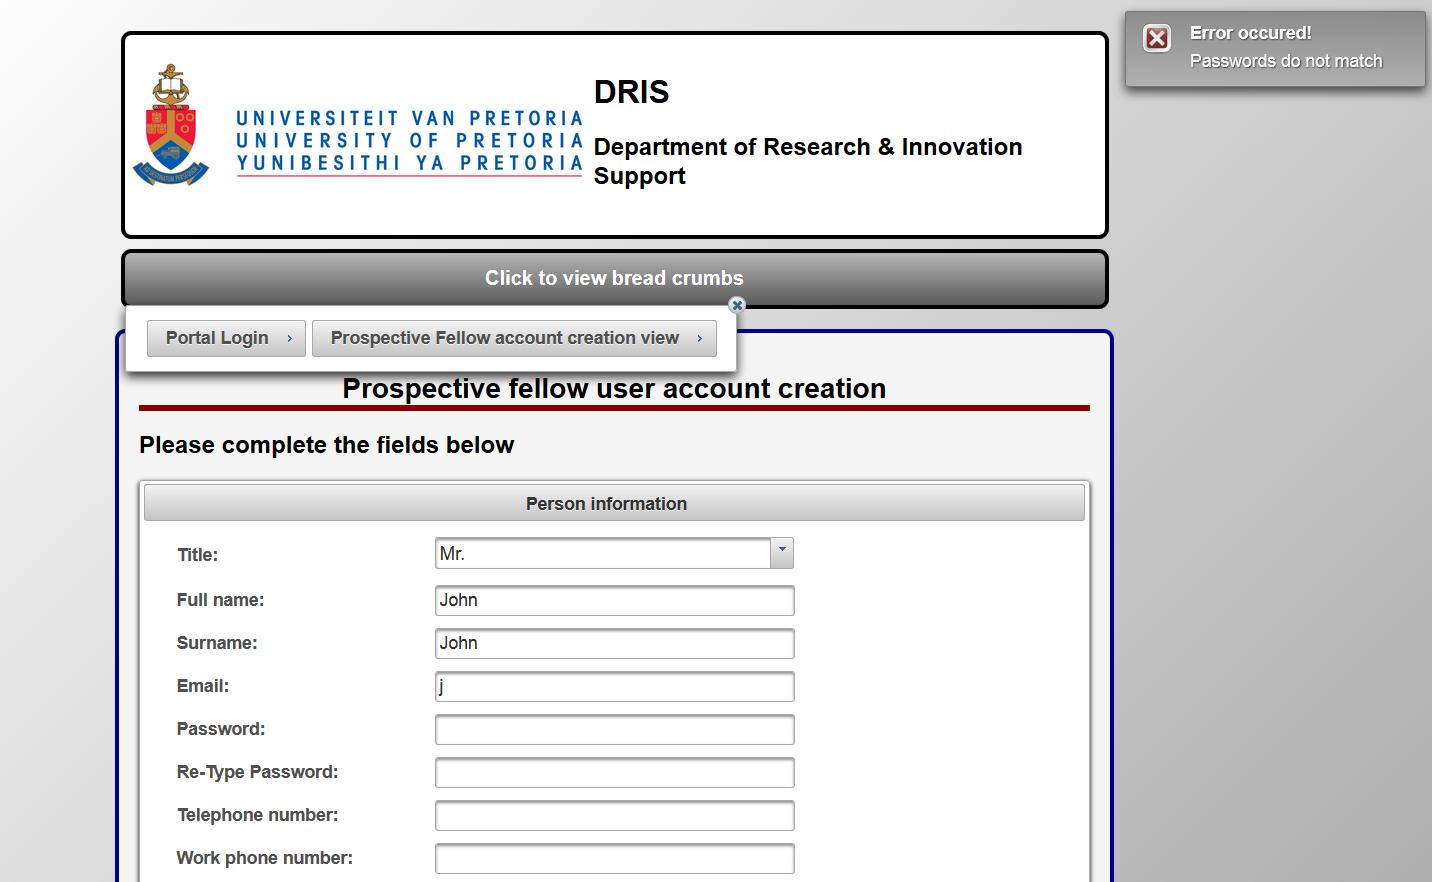 UNIVERSITEIT VAN PRETORIA
UNIVERSITY OF PRETORIA
YUNIBESITHI YA PRETORIA
DRIS
Department of Research & Innovation
Support
Error occured!
Passwords do not match
Click to view bread crumbs
Portal Login
Prospective Fellow account creation view
Prospective fellow user account creation
Please complete the fields below
Person information
Title: Mr.
Full name: John
Surname: John
Email: j
Password:
Re-Type Password:
Telephone number:
Work phone number: